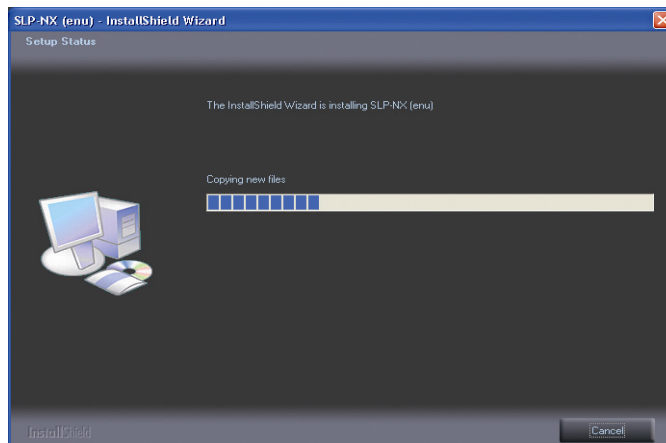 SLP-NX (enu) - InstallShield Wizard
Setup Status
The InstallShield Wizard is installing SLP-NX (enu)
Copying new files
InstallShield
Cancel